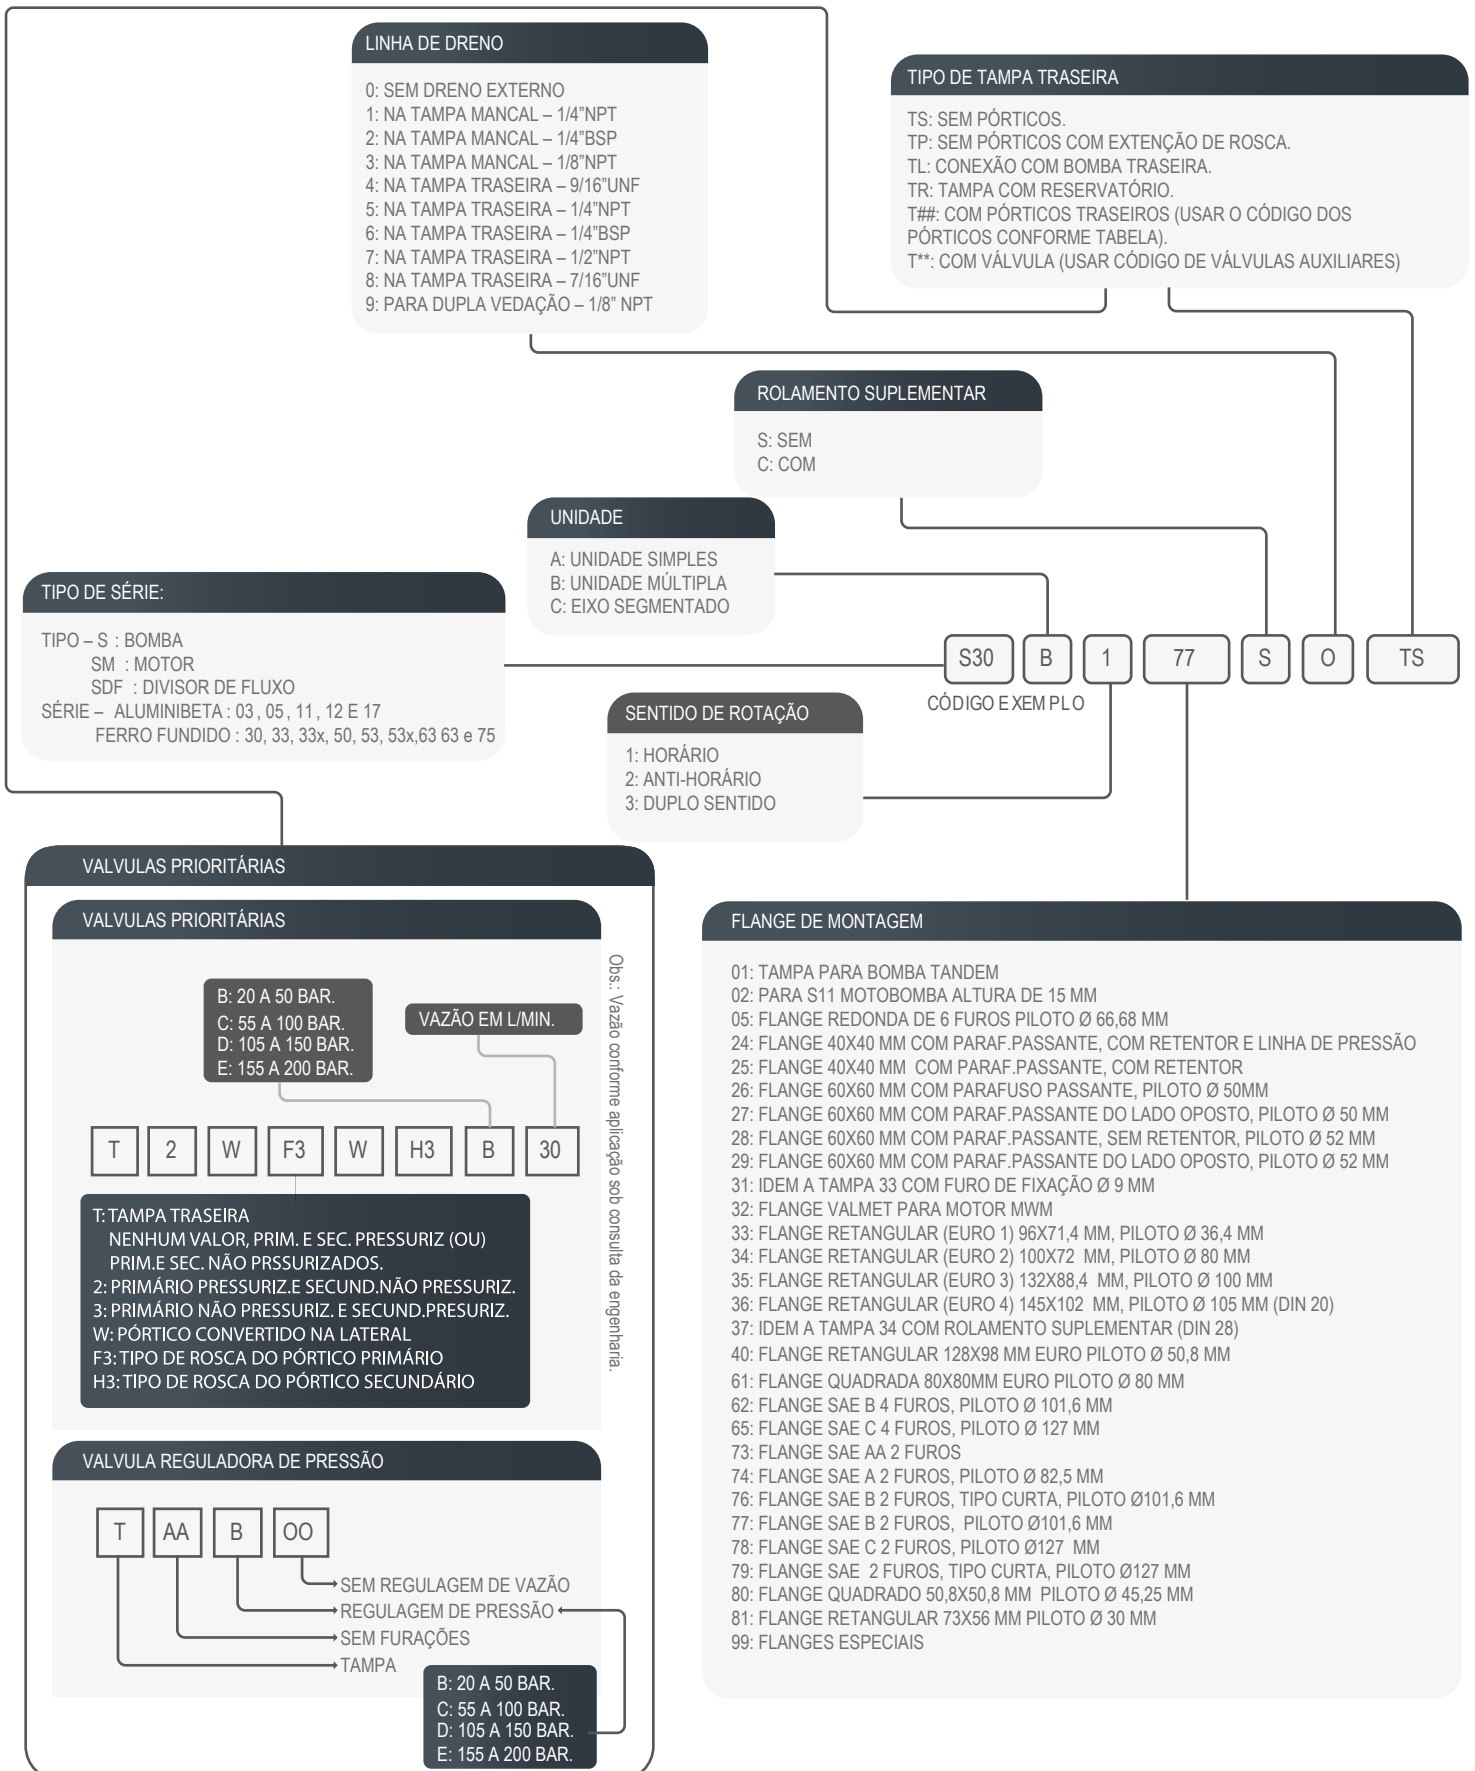 LINHA DE DRENO
0: SEM DRENO EXTERNO
1: NA TAMPA MANCAL – 1/4”NPT
2: NA TAMPA MANCAL – 1/4”BSP
3: NA TAMPA MANCAL – 1/8”NPT
4: NA TAMPA TRASEIRA – 9/16”UNF
5: NA TAMPA TRASEIRA – 1/4”NPT
6: NA TAMPA TRASEIRA – 1/4”BSP
7: NA TAMPA TRASEIRA – 1/2”NPT
8: NA TAMPA TRASEIRA – 7/16”UNF
9: PARA DUPLA VEDAÇÃO – 1/8” NPT
TIPO DE TAMPA TRASEIRA
TS: SEM PÓRTICOS.
TP: SEM PÓRTICOS COM EXTENÇÃO DE ROSCA.
TL: CONEXÃO COM BOMBA TRASEIRA.
TR: TAMPA COM RESERVATÓRIO.
T##: COM PÓRTICOS TRASEIROS (USAR O CÓDIGO DOS
PÓRTICOS CONFORME TABELA).
T**: COM VÁLVULA (USAR CÓDIGO DE VÁLVULAS AUXILIARES)
ROLAMENTO SUPLEMENTAR
S: SEM
C: COM
UNIDADE
A: UNIDADE SIMPLES
B: UNIDADE MÚLTIPLA
C: EIXO SEGMENTADO
TIPO DE SÉRIE:
TIPO – S : BOMBA
SM : MOTOR
SDF : DIVISOR DE FLUXO
SÉRIE – ALUMINIBETA : 03 , 05 , 11 , 12 E 17
FERRO FUNDIDO : 30, 33, 33x, 50, 53, 53x,63 63 e 75
S30 B 1 77 S O TS
CÓDIGO EXEMPLO
SENTIDO DE ROTAÇÃO
1: HORÁRIO
2: ANTI-HORÁRIO
3: DUPLO SENTIDO
VALVULAS PRIORITÁRIAS
VALVULAS PRIORITÁRIAS
B: 20 A 50 BAR.
C: 55 A 100 BAR.
D: 105 A 150 BAR.
E: 155 A 200 BAR.
VAZÃO EM L/MIN.
Obs.: Vazão conforme aplicação sob consulta da engenharia.
T 2 W F3 W H3 B 30
T: TAMPA TRASEIRA
NENHUM VALOR, PRIM. E SEC. PRESSURIZ (OU)
PRIM.E SEC. NÃO PRSSURIZADOS.
2: PRIMÁRIO PRESSURIZ.E SECUND.NÃO PRESSURIZ.
3: PRIMÁRIO NÃO PRESSURIZ. E SECUND.PRESURIZ.
W: PÓRTICO CONVERTIDO NA LATERAL
F3: TIPO DE ROSCA DO PÓRTICO PRIMÁRIO
H3: TIPO DE ROSCA DO PÓRTICO SECUNDÁRIO
VALVULA REGULADORA DE PRESSÃO
T AA B OO
SEM REGULAGEM DE VAZÃO
REGULAGEM DE PRESSÃO
SEM FURAÇÕES
TAMPA
B: 20 A 50 BAR.
C: 55 A 100 BAR.
D: 105 A 150 BAR.
E: 155 A 200 BAR.
FLANGE DE MONTAGEM
01: TAMPA PARA BOMBA TANDEM
02: PARA S11 MOTOBOMBA ALTURA DE 15 MM
05: FLANGE REDONDA DE 6 FUROS PILOTO Ø 66,68 MM
24: FLANGE 40X40 MM COM PARAF.PASSANTE, COM RETENTOR E LINHA DE PRESSÃO
25: FLANGE 40X40 MM COM PARAF.PASSANTE, COM RETENTOR
26: FLANGE 60X60 MM COM PARAFUSO PASSANTE, PILOTO Ø 50MM
27: FLANGE 60X60 MM COM PARAF.PASSANTE DO LADO OPOSTO, PILOTO Ø 50 MM
28: FLANGE 60X60 MM COM PARAF.PASSANTE, SEM RETENTOR, PILOTO Ø 52 MM
29: FLANGE 60X60 MM COM PARAF.PASSANTE DO LADO OPOSTO, PILOTO Ø 52 MM
31: IDEM A TAMPA 33 COM FURO DE FIXAÇÃO Ø 9 MM
32: FLANGE VALMET PARA MOTOR MWM
33: FLANGE RETANGULAR (EURO 1) 96X71,4 MM, PILOTO Ø 36,4 MM
34: FLANGE RETANGULAR (EURO 2) 100X72 MM, PILOTO Ø 80 MM
35: FLANGE RETANGULAR (EURO 3) 132X88,4 MM, PILOTO Ø 100 MM
36: FLANGE RETANGULAR (EURO 4) 145X102 MM, PILOTO Ø 105 MM (DIN 20)
37: IDEM A TAMPA 34 COM ROLAMENTO SUPLEMENTAR (DIN 28)
40: FLANGE RETANGULAR 128X98 MM EURO PILOTO Ø 50,8 MM
61: FLANGE QUADRADA 80X80MM EURO PILOTO Ø 80 MM
62: FLANGE SAE B 4 FUROS, PILOTO Ø 101,6 MM
65: FLANGE SAE C 4 FUROS, PILOTO Ø 127 MM
73: FLANGE SAE AA 2 FUROS
74: FLANGE SAE A 2 FUROS, PILOTO Ø 82,5 MM
76: FLANGE SAE B 2 FUROS, TIPO CURTA, PILOTO Ø101,6 MM
77: FLANGE SAE B 2 FUROS, PILOTO Ø101,6 MM
78: FLANGE SAE C 2 FUROS, PILOTO Ø127 MM
79: FLANGE SAE 2 FUROS, TIPO CURTA, PILOTO Ø127 MM
80: FLANGE QUADRADO 50,8X50,8 MM PILOTO Ø 45,25 MM
81: FLANGE RETANGULAR 73X56 MM PILOTO Ø 30 MM
99: FLANGES ESPECIAIS